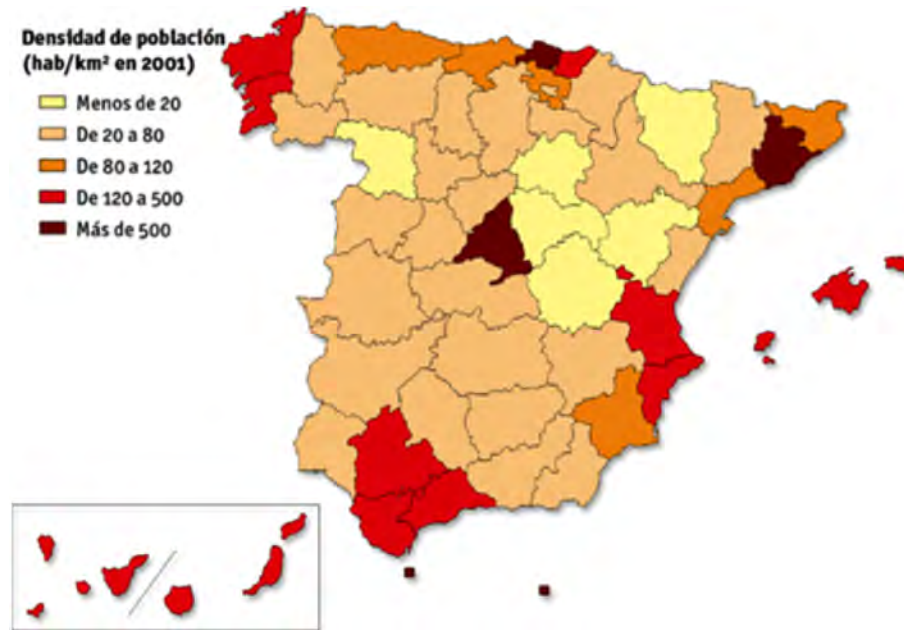 Densidad de población
(hab/km² en 2001)
Menos de 20
De 20 a 80
De 80 a 120
De 120 a 500
Más de 500